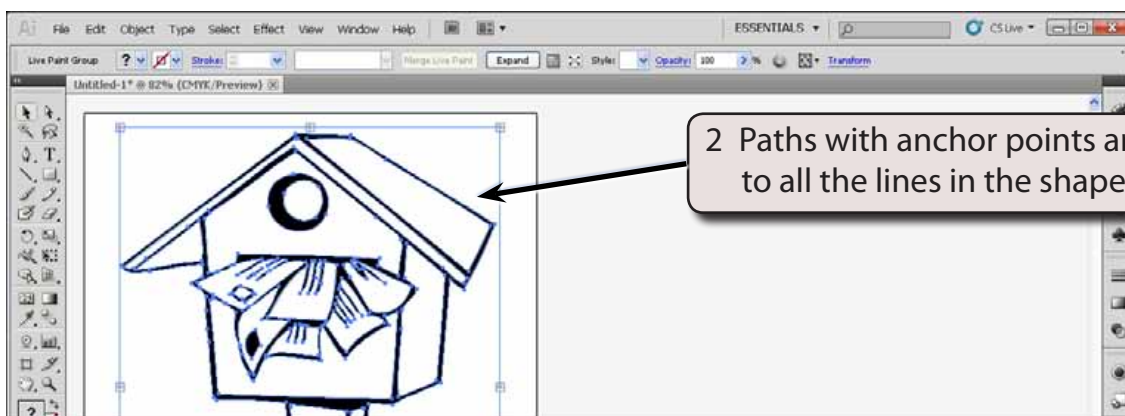 Ai File Edit Object Type Select Effect View Window Help Br ESSENTIALS CS Live
Live Paint Group ? Stroke: Merge Live Paint Expand Style: Opacity: 100 % Transform
Untitled-1* @ 82% (CMYK/Preview)
2 Paths with anchor points
to all the lines in the shape
T
?